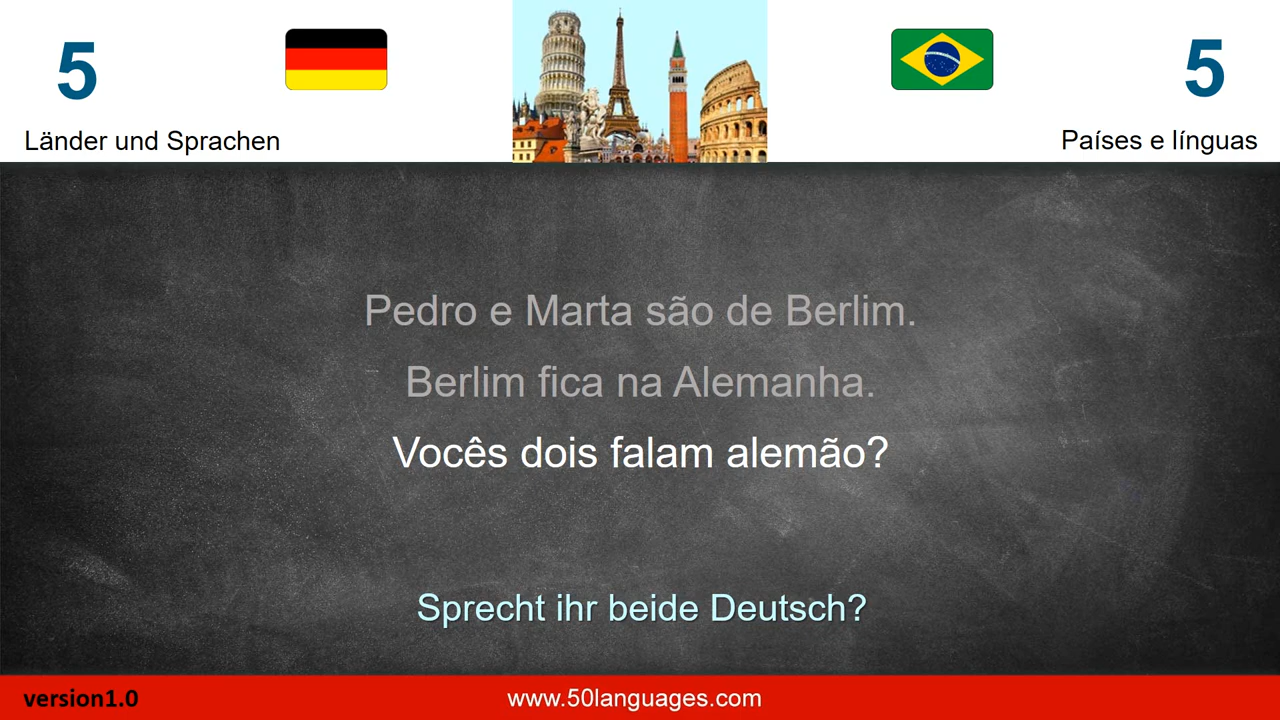 5
5
Länder und Sprachen
Países e línguas
Pedro e Marta são de Berlim.
Berlim fica na Alemanha.
Vocês dois falam alemão?
Sprecht ihr beide Deutsch?
version1.0
www.50languages.com